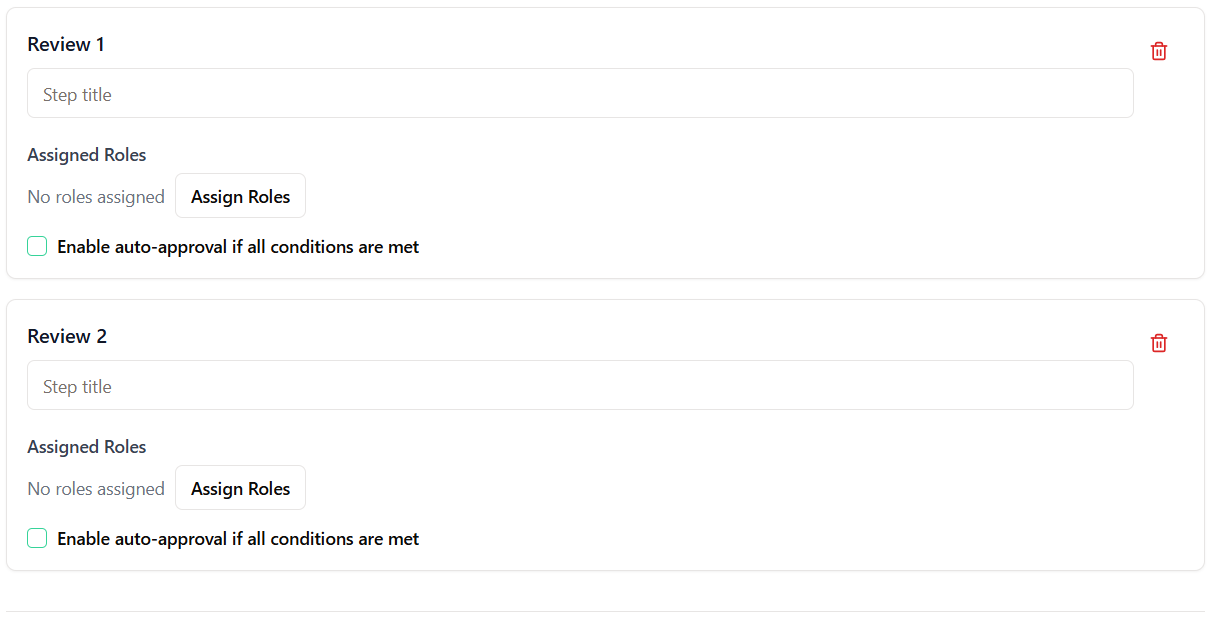 Review 1
Step title
Assigned Roles
No roles assigned Assign Roles
Enable auto-approval if all conditions are met
Review 2
Step title
Assigned Roles
No roles assigned Assign Roles
Enable auto-approval if all conditions are met